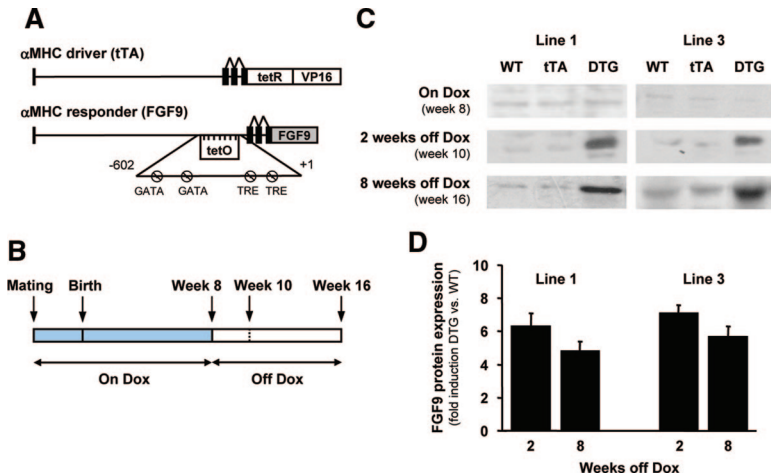 A
αMHC driver (tTA)
tetR VP16
αMHC responder (FGF9)
FGF9
tetO
-602 +1
GATA GATA TRE TRE
B
Mating Birth Week 8 Week 10 Week 16
On Dox Off Dox
C
Line 1 Line 3
WT tTA DTG WT tTA DTG
On Dox
(week 8)
2 weeks off Dox
(week 10)
8 weeks off Dox
(week 16)
D
FGF9 protein expression
(fold induction DTG vs. WT)
10
8
6
4
2
0
Line 1 Line 3
2 8 2 8
Weeks off Dox